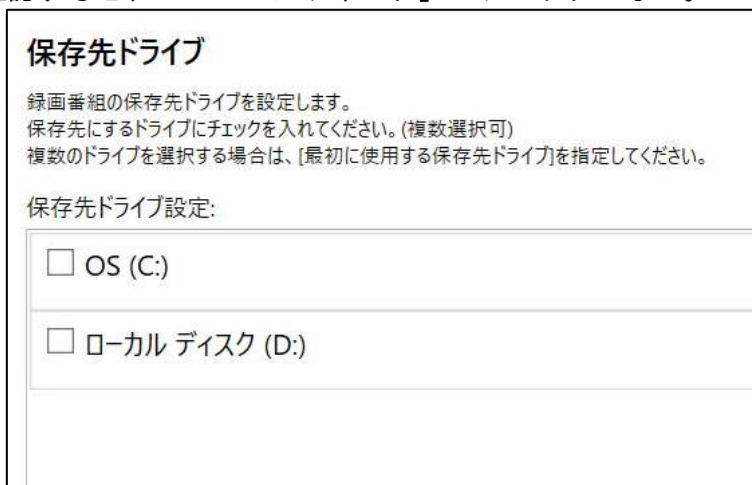 保存先ドライブ
録画番組の保存先ドライブを設定します。
保存先にするドライブにチェックを入れてください。(複数選択可)
複数のドライブを選択する場合は、[最初に使用する保存先ドライブ]を指定してください。
保存先ドライブ設定:
OS (C:)
ローカル ディスク (D:)